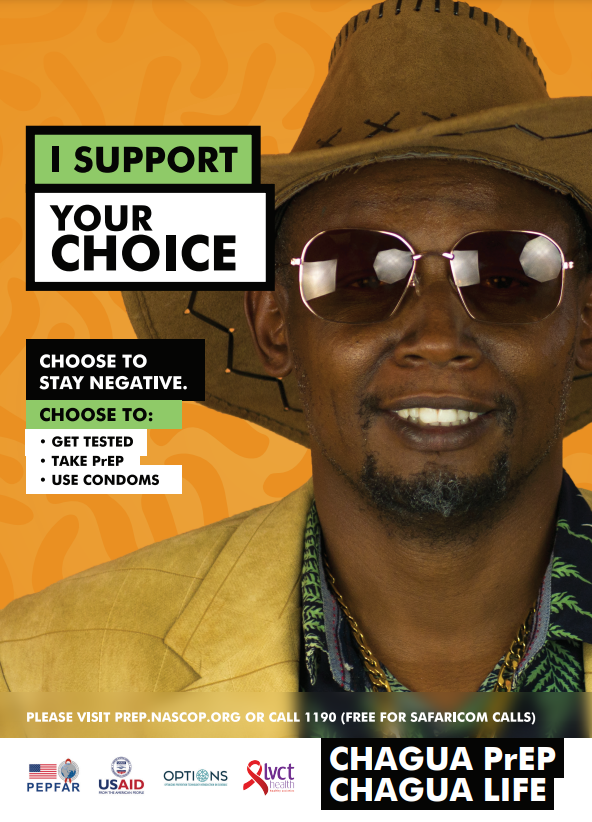 I SUPPORT
YOUR
CHOICE
CHOOSE TO
STAY NEGATIVE.
CHOOSE TO:
• GET TESTED
• TAKE PrEP
• USE CONDOMS
PLEASE VISIT PREP.NASCOP.ORG OR CALL 1190 (FREE FOR SAFARICOM CALLS)
PEPFAR
USAID
FROM THE AMERICAN PEOPLE
OPTIONS
lvct
health
CHAGUA PrEP
CHAGUA LIFE